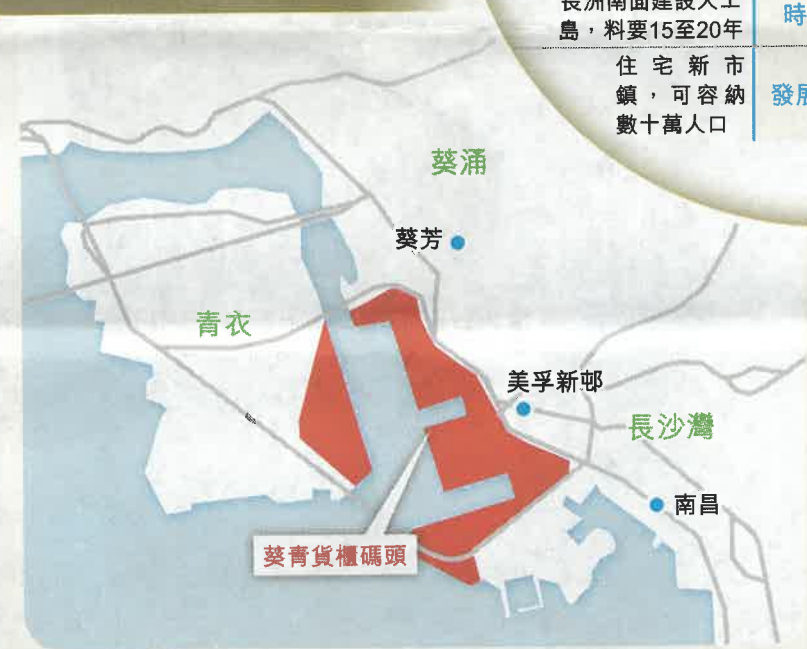 島，料要15至20年
時
住宅新市
鎮，可容納
數十萬人口
發展
葵涌
葵芳
青衣
美孚新邨
長沙灣
南昌
葵青貨櫃碼頭